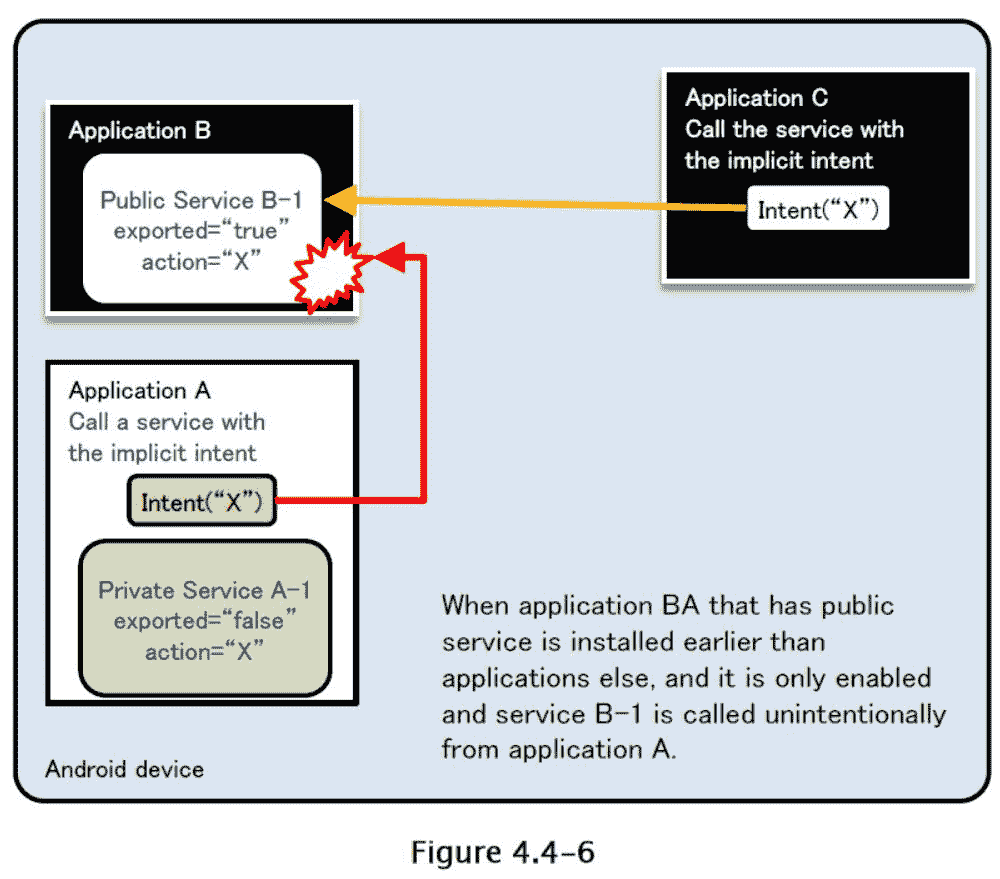 Application B
Public Service B-1
exported=“true”
action=“X”
Application C
Call the service with
the implicit intent
Intent(“X”)
Application A
Call a service with
the implicit intent
Intent(“X”)
Private Service A-1
exported=“false”
action=“X”
When application BA that has public
service is installed earlier than
applications else, and it is only enabled
and service B-1 is called unintentionally
from application A.
Android device
Figure 4.4-6